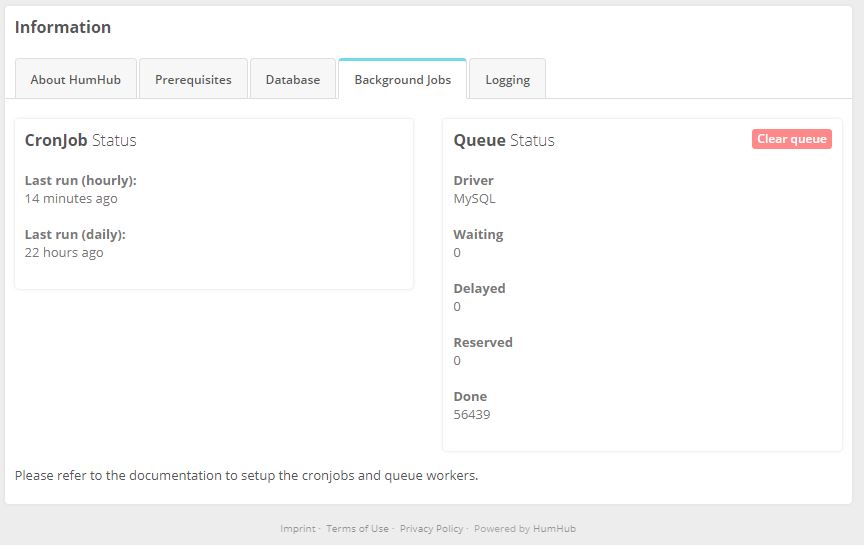 Information
About HumHub
Prerequisites
Database
Background Jobs
Logging
CronJob Status
Last run (hourly):
14 minutes ago
Last run (daily):
22 hours ago
Queue Status
Clear queue
Driver
MySQL
Waiting
0
Delayed
0
Reserved
0
Done
56439
Please refer to the documentation to setup the cronjobs and queue workers.
Imprint · Terms of Use · Privacy Policy · Powered by HumHub